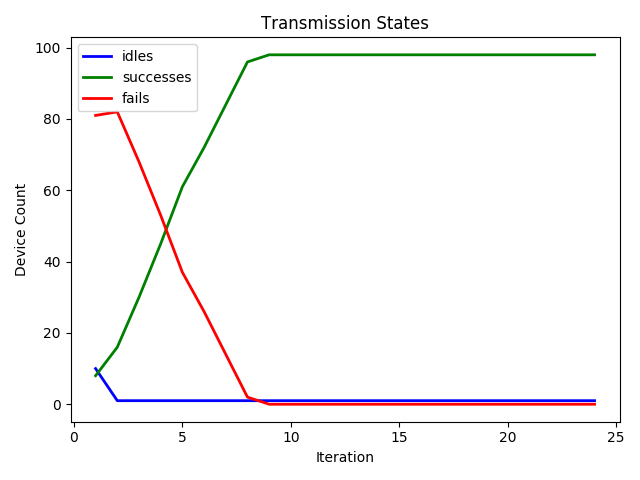 Transmission States
idles
successes
fails
Device Count
100
80
60
40
20
0
0 5 10 15 20 25
Iteration